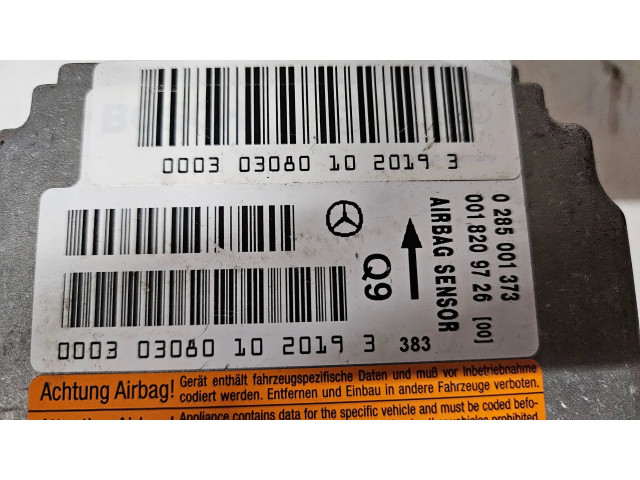 0003 03080 10 2019 3
0 285 001 373
001 820 97 26 [00]
AIRBAG SENSOR
Q9
0003 03080 10 2019 3 383
Achtung Airbag! Gerät enthält fahrzeugspezifische Daten und muß vor Inbetriebnahme
codiert werden. Entfernen und Einbau in andere Fahrzeuge verboten.
Appliance contains data for the specific vehicle and must be coded befo-